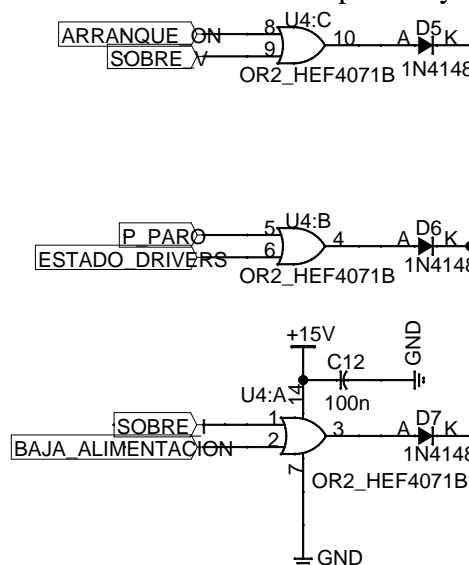 ARRANQUE_ON 8 U4:C 10 A D5 K
SOBRE_V 9 OR2_HEF4071B 1N4148
P_PARO 5 U4:B 4 A D6 K
ESTADO_DRIVERS 6 OR2_HEF4071B 1N4148
+15V
C12 GND
U4:A 14 100n
SOBRE_I 1 3 A D7 K
BAJA_ALIMENTACION 2 1N4148
7 OR2_HEF4071B
GND